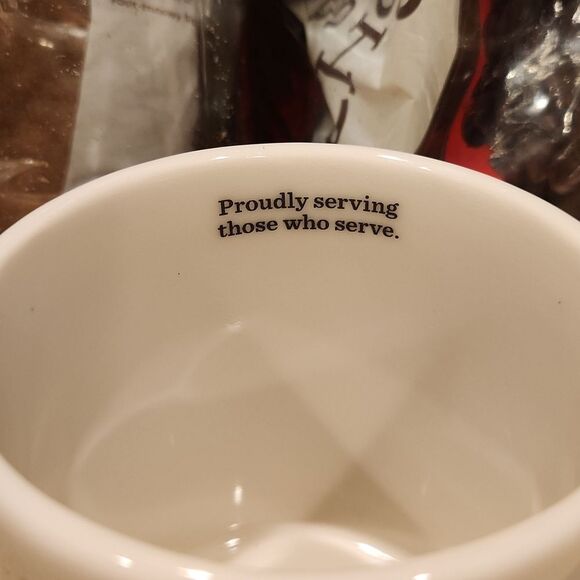 Proudly serving
those who serve.